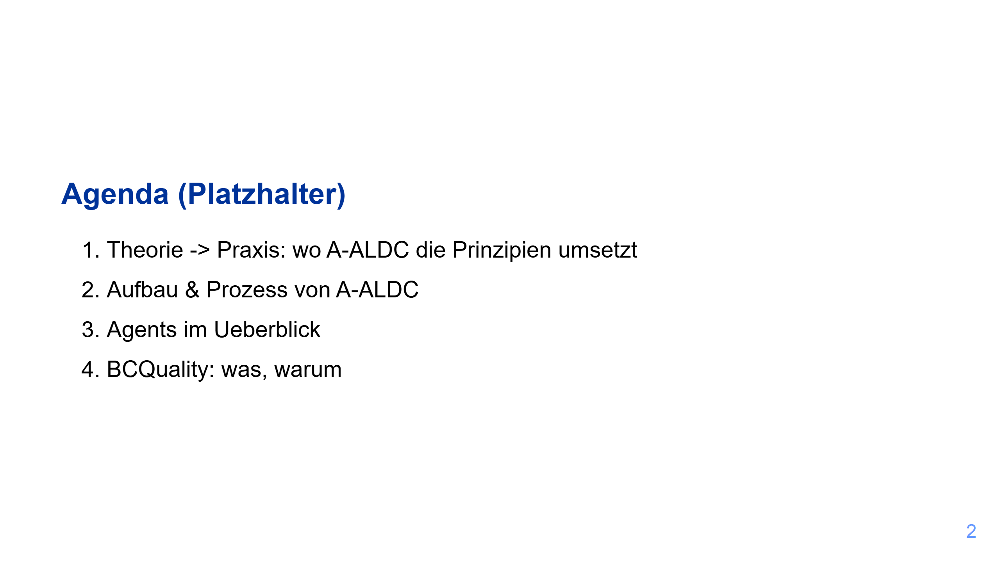 Agenda (Platzhalter)
1. Theorie -> Praxis: wo A-ALDC die Prinzipien umsetzt
2. Aufbau & Prozess von A-ALDC
3. Agents im Ueberblick
4. BCQuality: was, warum
2